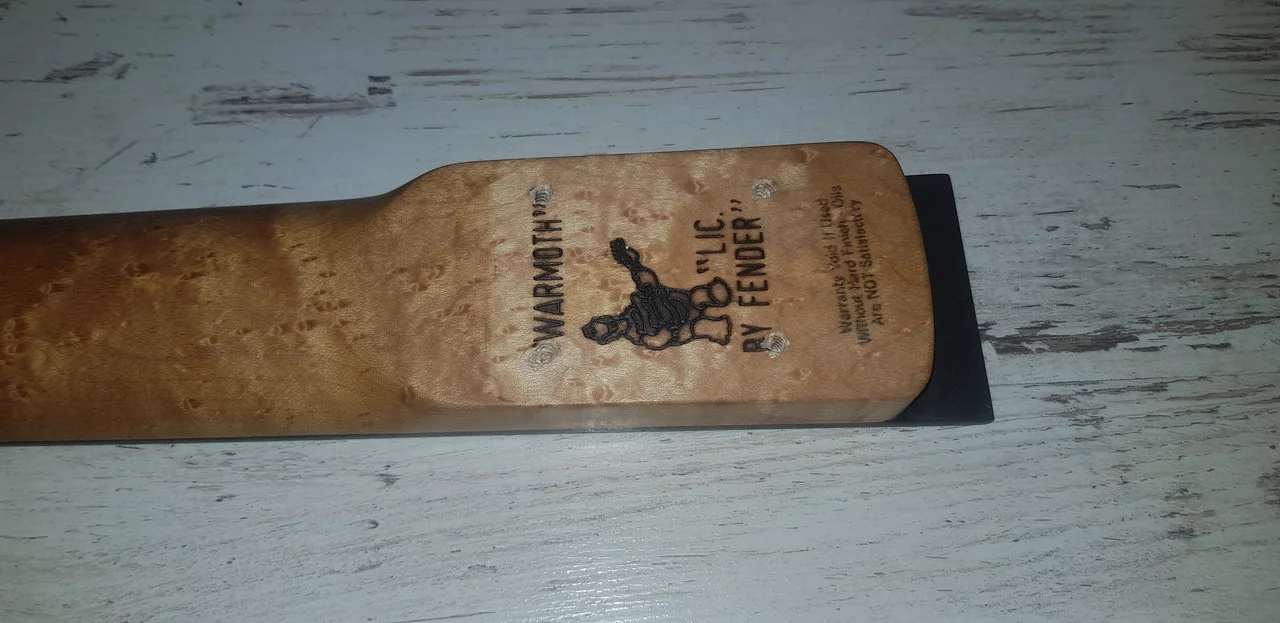 "WARMOTH"
"LIC.
BY FENDER"
Warranty Void If Used
Without Hard Finish. Oils
Are NOT Satisfactory